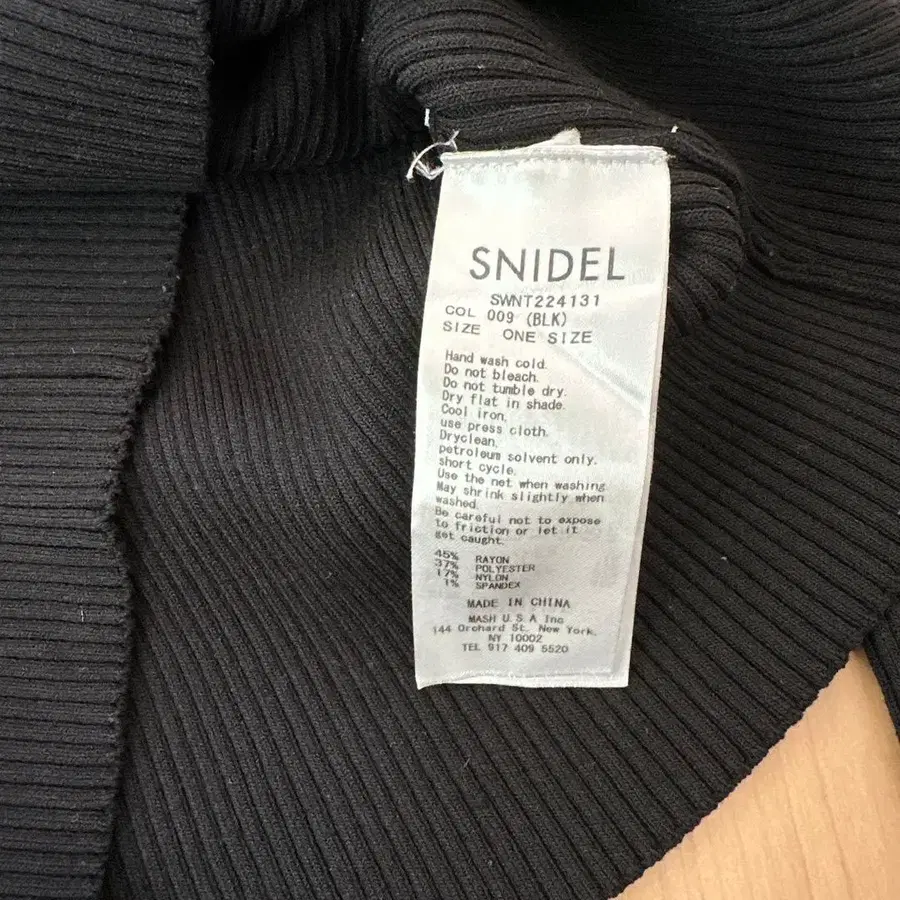 SNIDEL
SWNT224131
COL 009 (BLK)
SIZE ONE SIZE
Hand wash cold.
Do not bleach.
Do not tumble dry.
Dry flat in shade.
Cool iron,
use press cloth.
Dryclean,
petroleum solvent only.
short cycle.
Use the net when washing
May shrink slightly when
washed
Be careful not to expose
to friction or let it
get caught.
45% RAYON
37% POLYESTER
17% NYLON
1% SPANDEX
MADE IN CHINA
MASH U.S.A Inc
144 Orchard St. New York,
NY 10002
TEL 917 409 5520